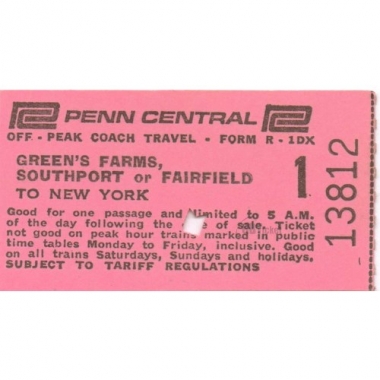 PENN CENTRAL
OFF - PEAK COACH TRAVEL - FORM R - 1DX
GREEN'S FARMS,
SOUTHPORT or FAIRFIELD
TO NEW YORK
1
Good for one passage and limited to 5 A.M.
of the day following the of sale. Ticket
not good on peak hour trains marked in public
time tables Monday to Friday, inclusive. Good
on all trains Saturdays, Sundays and holidays.
SUBJECT TO TARIFF REGULATIONS
13812